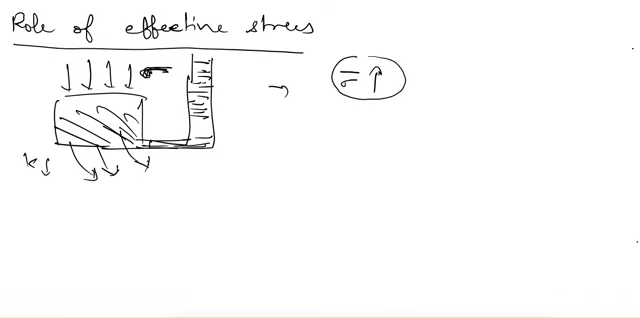 Role of effective stress
σ̄ ↑
k↓